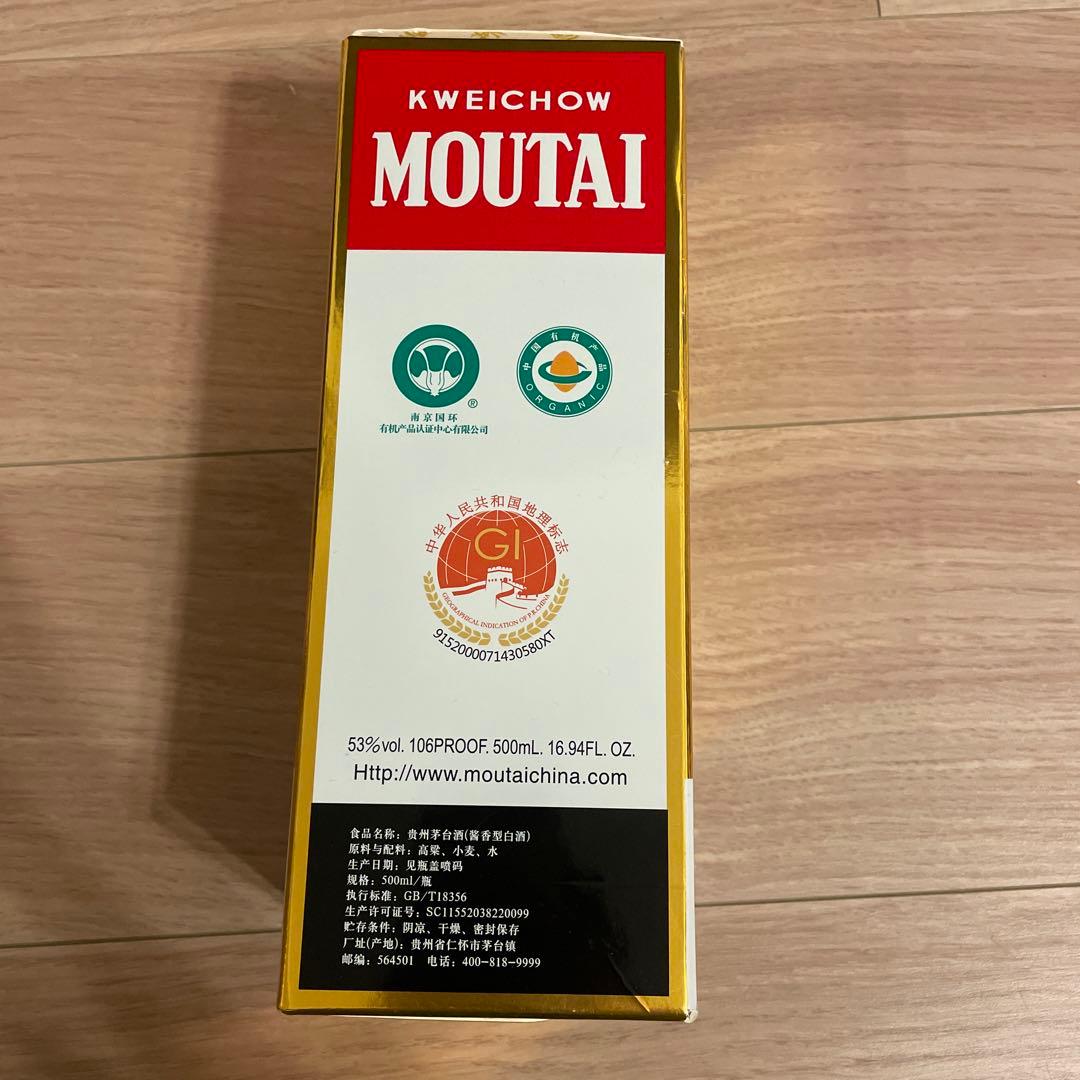 KWEICHOW
MOUTAI
®
南京国环
有机产品认证中心有限公司
中国有机产品
ORGANIC
中华人民共和国地理标志
GI
GEOGRAPHICAL INDICATION OF P.R.CHINA
9152000071430580XT
53%vol. 106PROOF. 500mL. 16.94FL. OZ.
Http://www.moutaichina.com
食品名称：贵州茅台酒(酱香型白酒)
原料与配料：高粱、小麦、水
生产日期：见瓶盖喷码
规格：500ml/瓶
执行标准：GB/T18356
生产许可证号：SC11552038220099
贮存条件：阴凉、干燥、密封保存
厂址(产地)：贵州省仁怀市茅台镇
邮编：564501 电话：400-818-9999